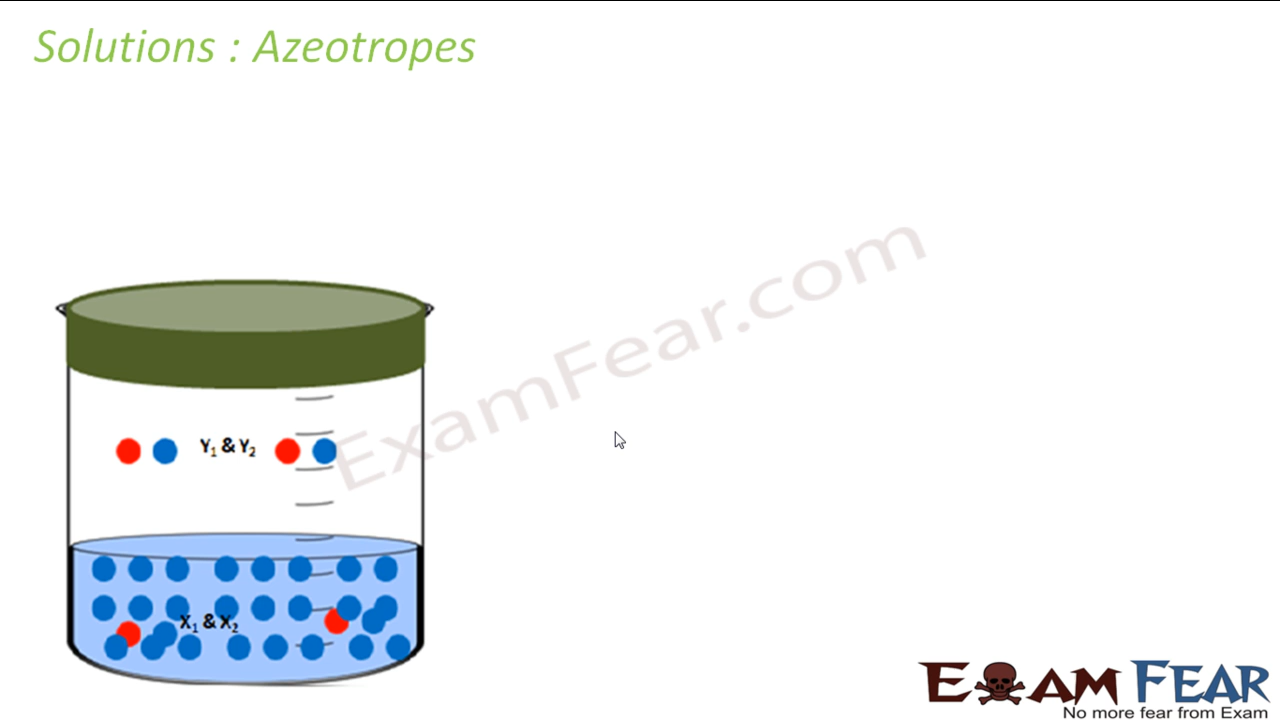 Solutions : Azeotropes
ExamFear.com
Y₁ & Y₂
X₁ & X₂
EXAM FEAR
No more fear from Exam